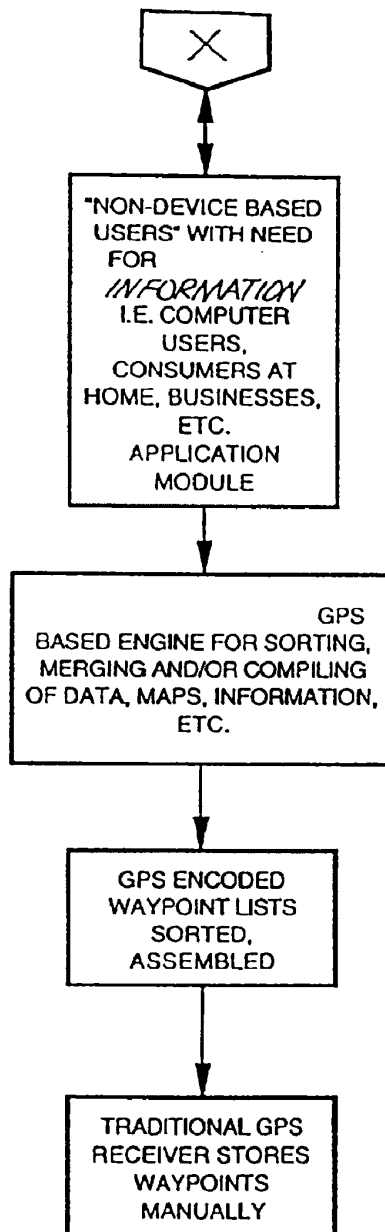 X
"NON-DEVICE BASED
USERS" WITH NEED
FOR
INFORMATION
I.E. COMPUTER
USERS,
CONSUMERS AT
HOME, BUSINESSES,
ETC.
APPLICATION
MODULE
GPS
BASED ENGINE FOR SORTING,
MERGING AND/OR COMPILING
OF DATA, MAPS, INFORMATION,
ETC.
GPS ENCODED
WAYPOINT LISTS
SORTED,
ASSEMBLED
TRADITIONAL GPS
RECEIVER STORES
WAYPOINTS
MANUALLY